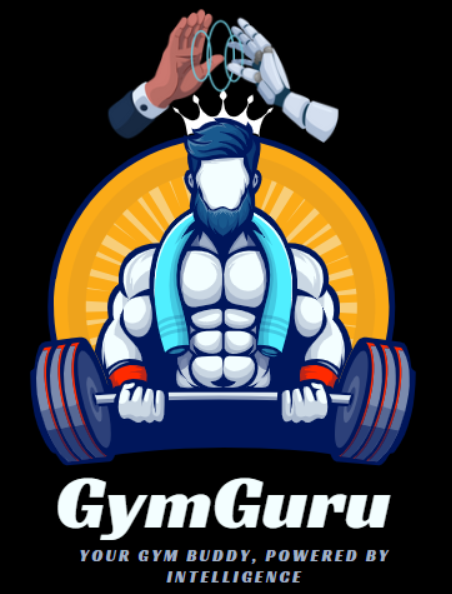 GymGuru
YOUR GYM BUDDY, POWERED BY
INTELLIGENCE